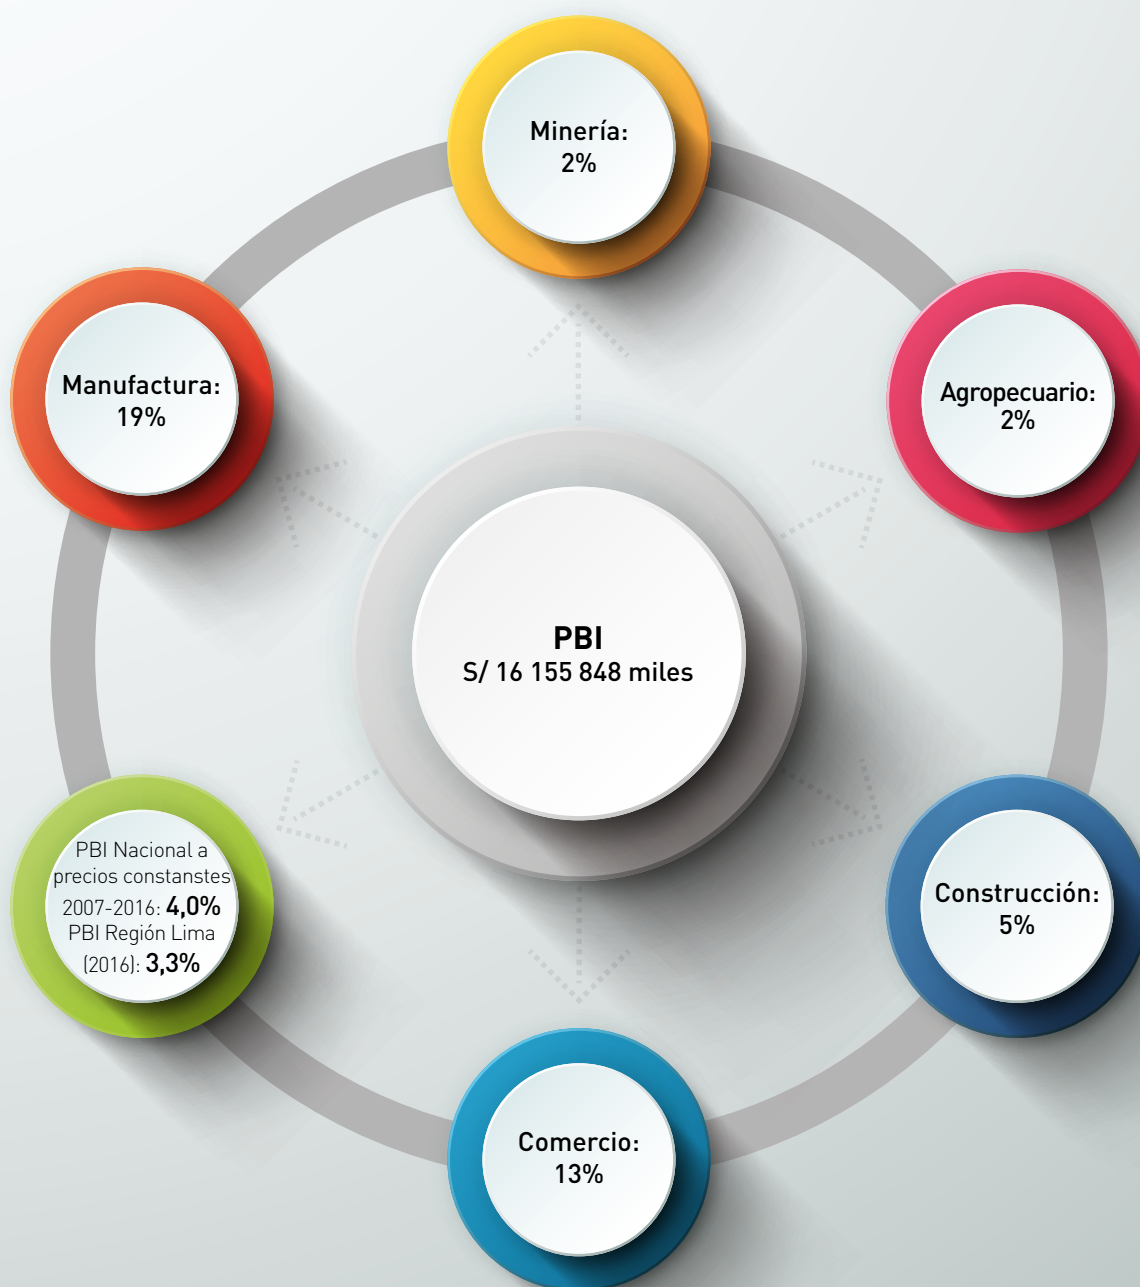 Minería:
2%
Manufactura:
19%
Agropecuario:
2%
PBI
S/ 16 155 848 miles
PBI Nacional a
precios constanstes
2007-2016: 4,0%
PBI Región Lima
(2016): 3,3%
Construcción:
5%
Comercio:
13%